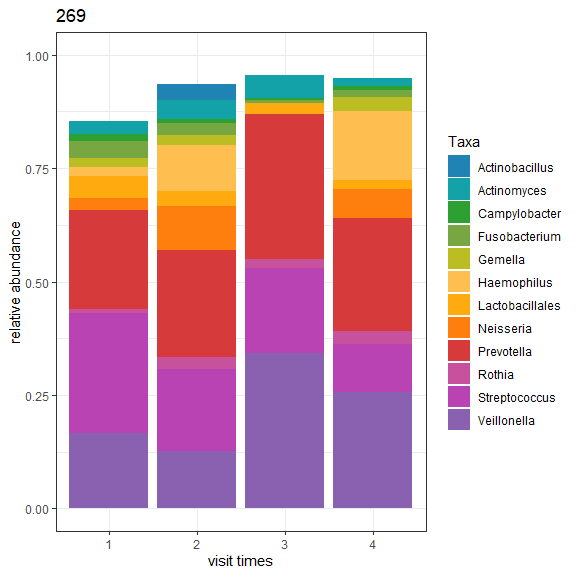 269
relative abundance
1.00
0.75
0.50
0.25
0.00
1 2 3 4
visit times
Taxa
Actinobacillus
Actinomyces
Campylobacter
Fusobacterium
Gemella
Haemophilus
Lactobacillales
Neisseria
Prevotella
Rothia
Streptococcus
Veillonella